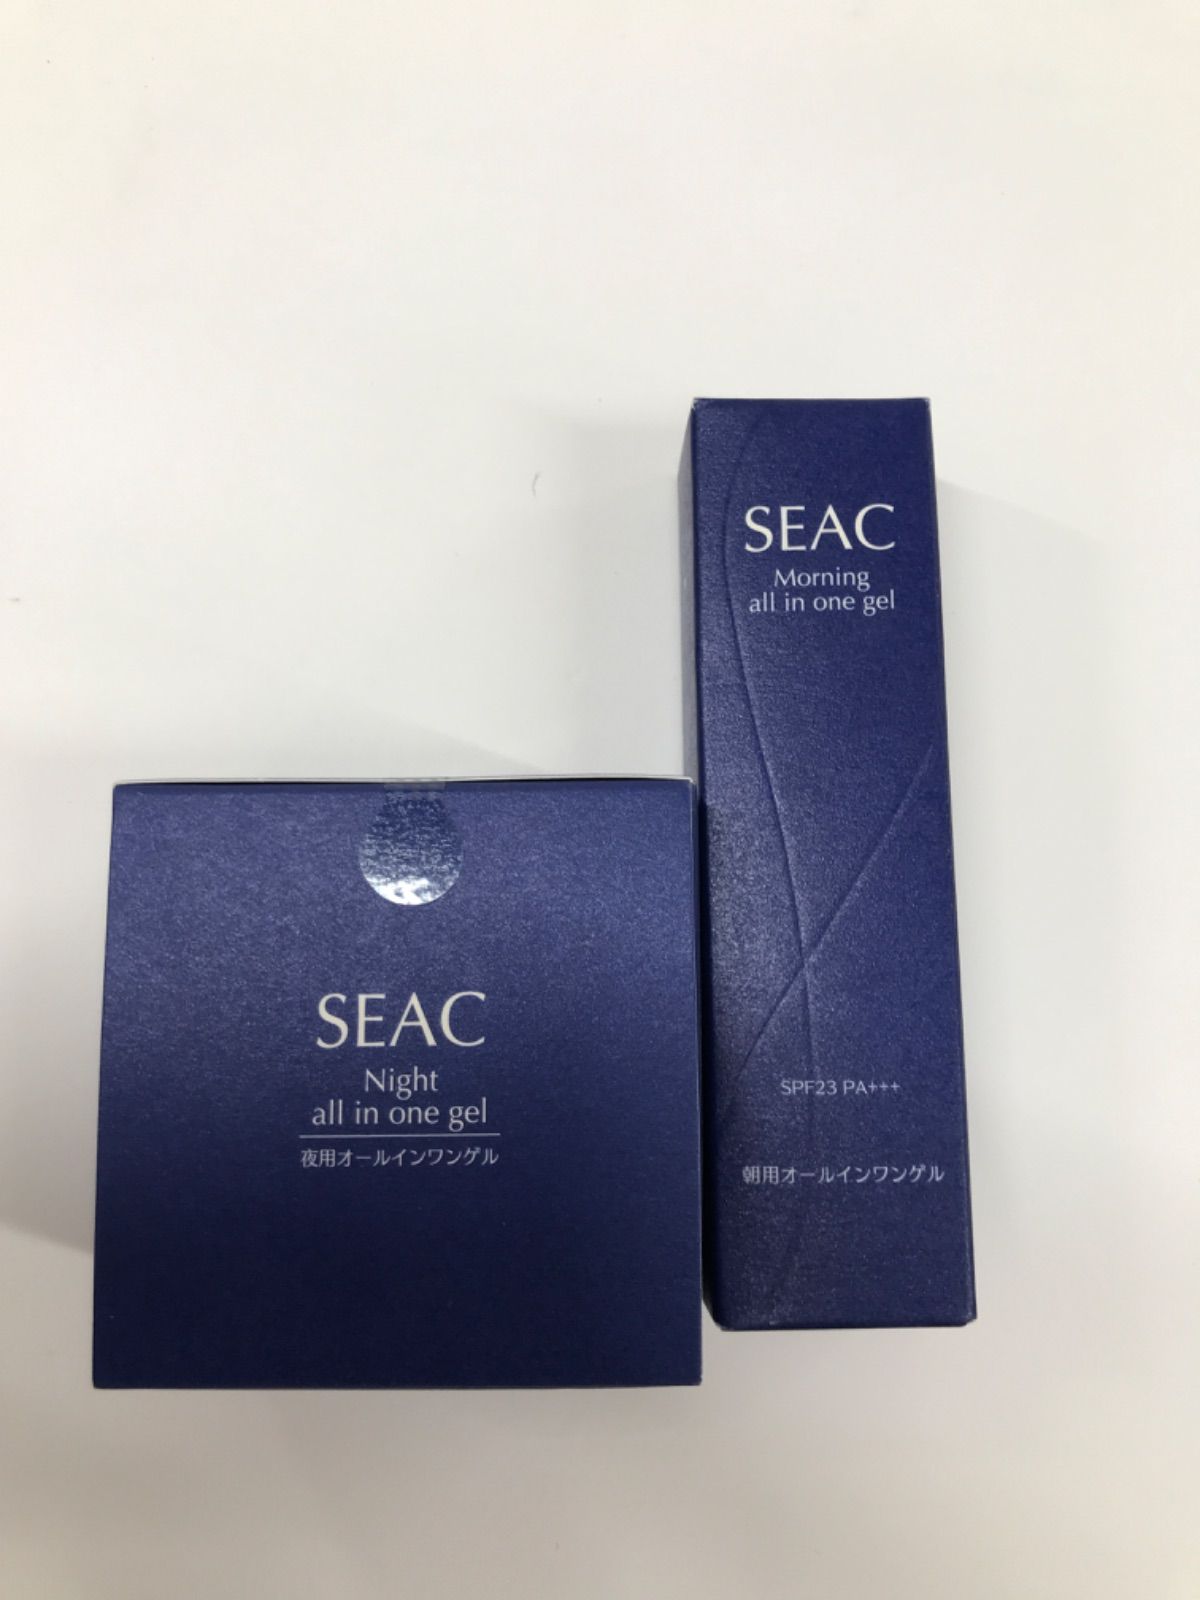 SEAC
Morning
all in one gel
SPF23 PA+++
朝用オールインワンゲル
SEAC
Night
all in one gel
夜用オールインワンゲル